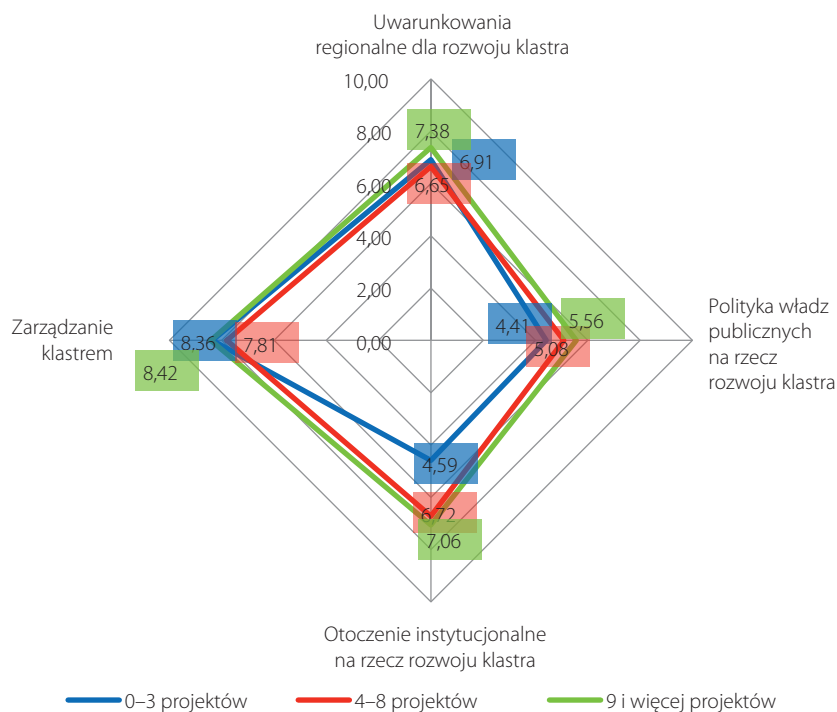 Uwarunkowania
regionalne dla rozwoju klastra
10,00
8,00
7,38
6,91
6,00
6,65
4,00
2,00
0,00
4,41
5,56
5,08
Polityka władz
publicznych
na rzecz
rozwoju klastra
Zarządzanie
klastrem
8,36
7,81
8,42
4,59
6,72
7,06
Otoczenie instytucjonalne
na rzecz rozwoju klastra
0–3 projektów
4–8 projektów
9 i więcej projektów